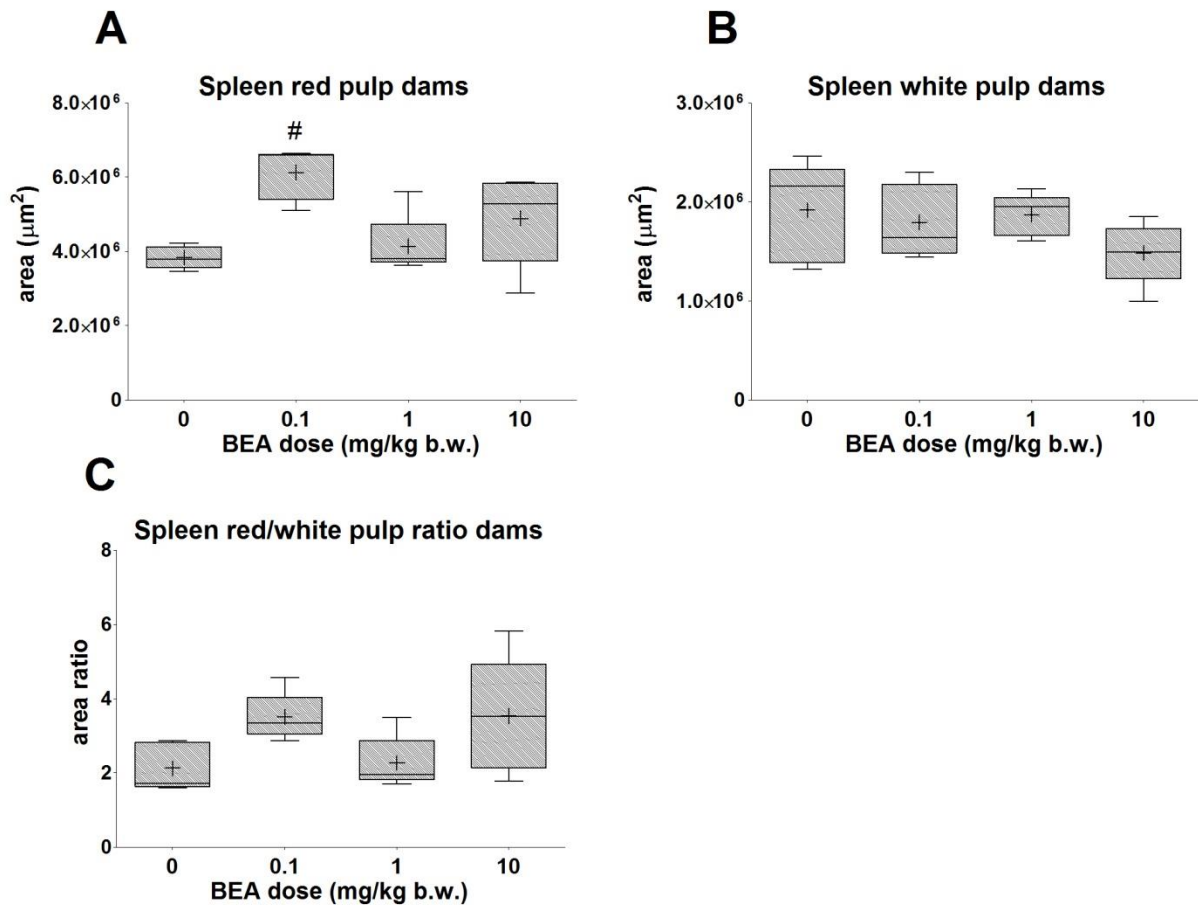 A
Spleen red pulp dams
8.0×10⁶
6.0×10⁶
4.0×10⁶
2.0×10⁶
0
area (µm²)
#
0 0.1 1 10
BEA dose (mg/kg b.w.)
B
Spleen white pulp dams
3.0×10⁶
2.0×10⁶
1.0×10⁶
0
area (µm²)
0 0.1 1 10
BEA dose (mg/kg b.w.)
C
Spleen red/white pulp ratio dams
8
6
4
2
0
area ratio
0 0.1 1 10
BEA dose (mg/kg b.w.)